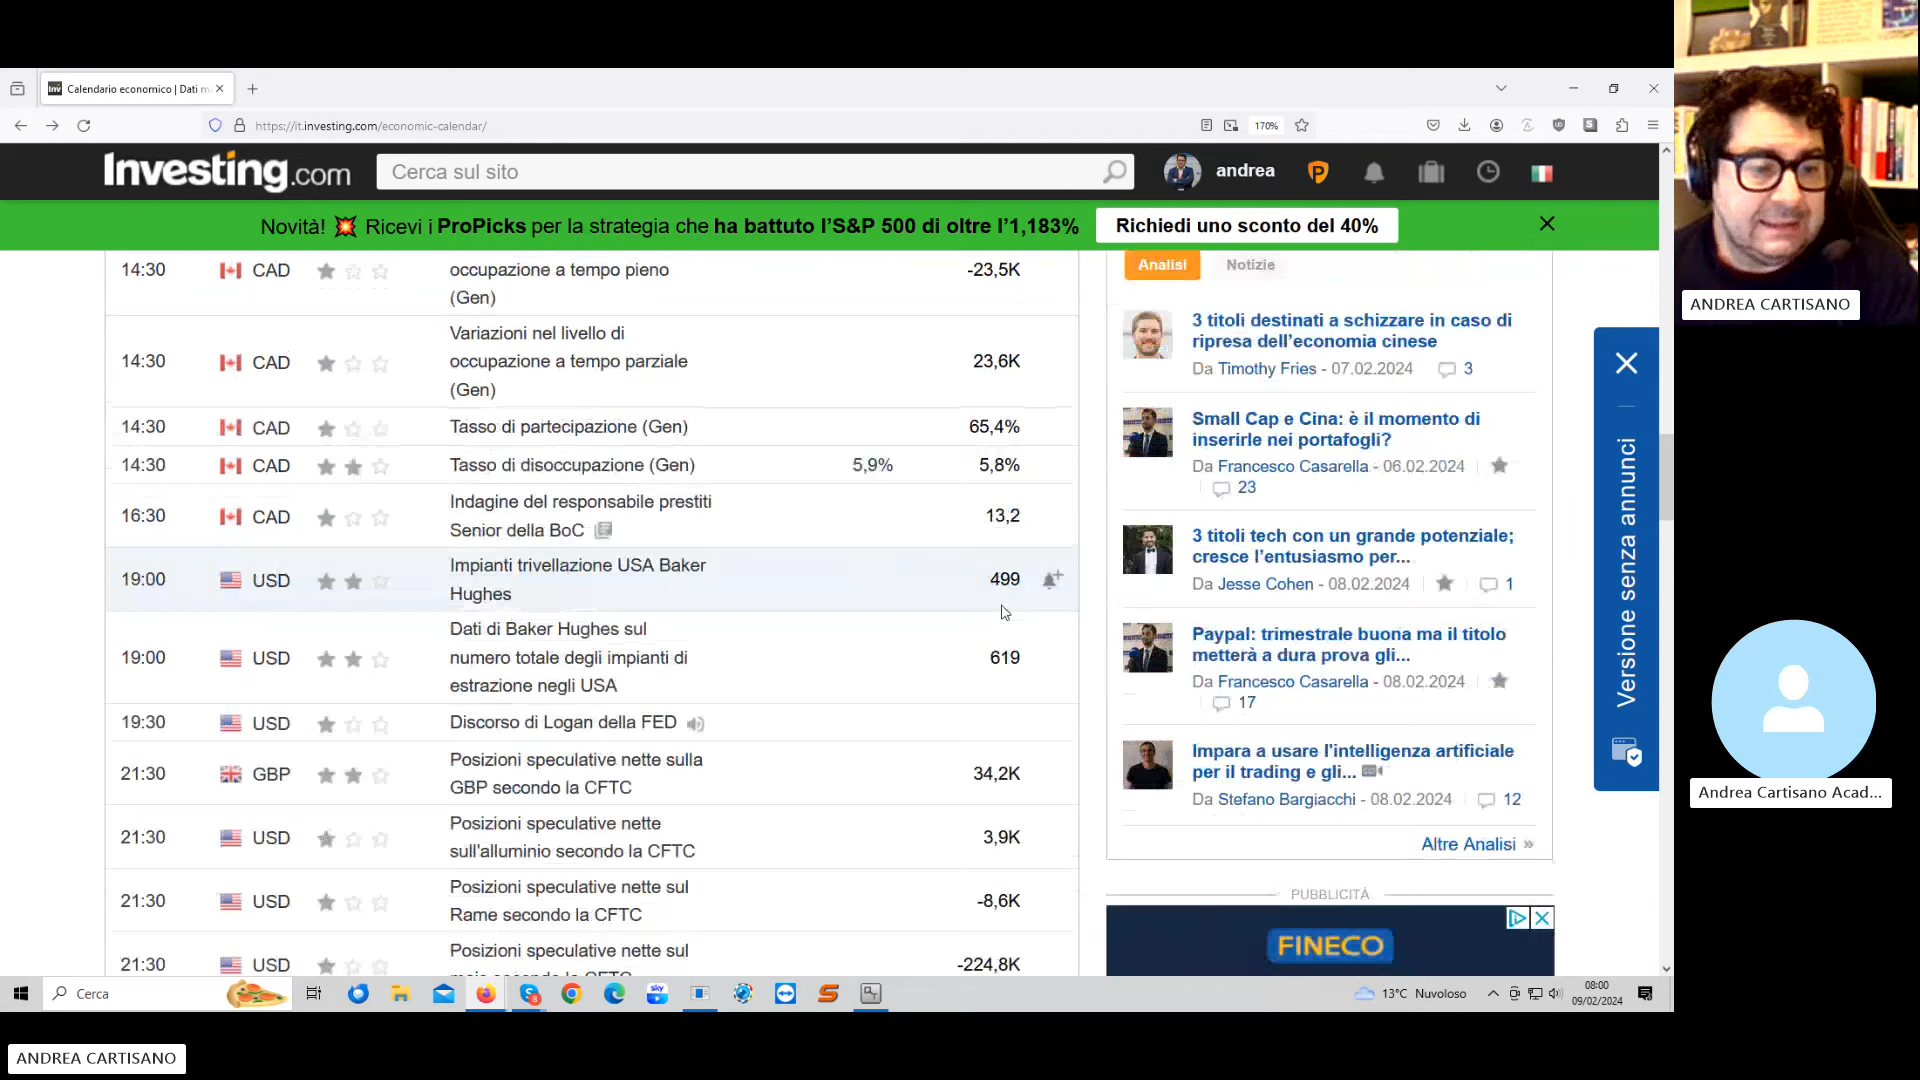 Calendario economico | Dati m
https://it.investing.com/economic-calendar/
170%
Investing.com
Cerca sul sito
andrea
Novità! Ricevi i ProPicks per la strategia che ha battuto l'S&P 500 di oltre l'1,183%
Richiedi uno sconto del 40%
14:30 CAD occupazione a tempo pieno -23,5K
(Gen)
Variazioni nel livello di
14:30 CAD occupazione a tempo parziale 23,6K
(Gen)
14:30 CAD Tasso di partecipazione (Gen) 65,4%
14:30 CAD Tasso di disoccupazione (Gen) 5,9% 5,8%
Indagine del responsabile prestiti
16:30 CAD 13,2
Senior della BoC
Impianti trivellazione USA Baker
19:00 USD 499
Hughes
Dati di Baker Hughes sul
19:00 USD numero totale degli impianti di 619
estrazione negli USA
19:30 USD Discorso di Logan della FED
Posizioni speculative nette sulla
21:30 GBP 34,2K
GBP secondo la CFTC
Posizioni speculative nette
21:30 USD 3,9K
sull'alluminio secondo la CFTC
Posizioni speculative nette sul
21:30 USD -8,6K
Rame secondo la CFTC
Posizioni speculative nette sul
21:30 USD -224,8K
Analisi
Notizie
3 titoli destinati a schizzare in caso di
ripresa dell'economia cinese
Da Timothy Fries - 07.02.2024 3
Small Cap e Cina: è il momento di
inserirle nei portafogli?
Da Francesco Casarella - 06.02.2024
23
3 titoli tech con un grande potenziale;
cresce l'entusiasmo per...
Da Jesse Cohen - 08.02.2024 1
Paypal: trimestrale buona ma il titolo
metterà a dura prova gli...
Da Francesco Casarella - 08.02.2024
17
Impara a usare l'intelligenza artificiale
per il trading e gli...
Da Stefano Bargiacchi - 08.02.2024 12
Altre Analisi »
PUBBLICITÀ
FINECO
Versione senza annunci
ANDREA CARTISANO
Andrea Cartisano Acad...
Cerca
sky
13°C Nuvoloso
08:00
09/02/2024
ANDREA CARTISANO